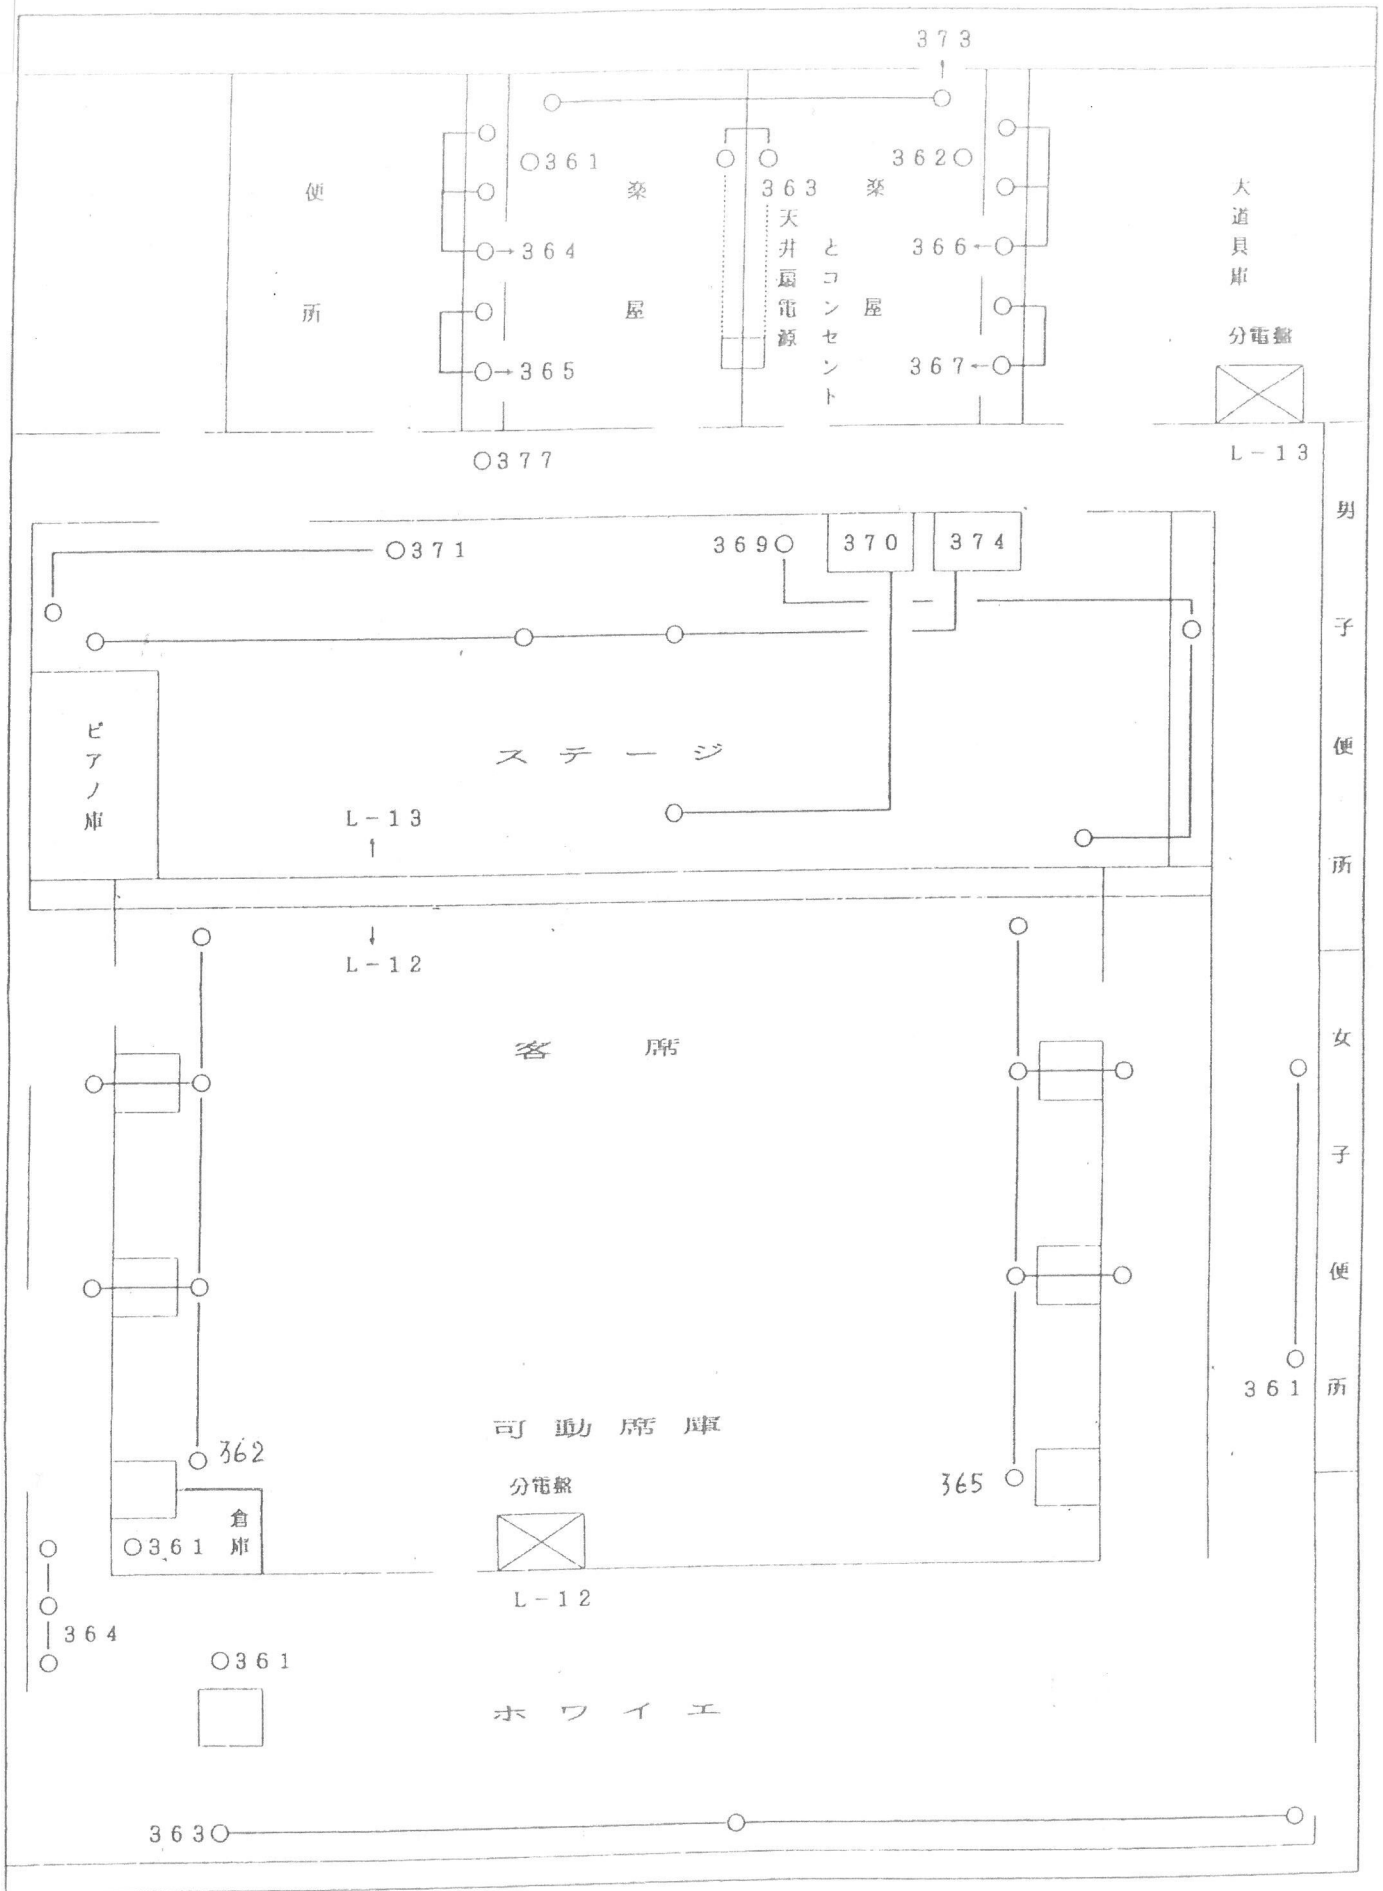 373
361
362
363
便所
楽屋
天井扇電源
とコンセント
楽屋
大道具庫
364
366
365
367
分電盤
L-13
377
371
369
370
374
男子便所
ピアノ庫
ステージ
L-13
↑
↓
L-12
客席
女子便所
361
可動席庫
362
365
分電盤
倉庫
361
L-12
364
361
ホワイエ
363